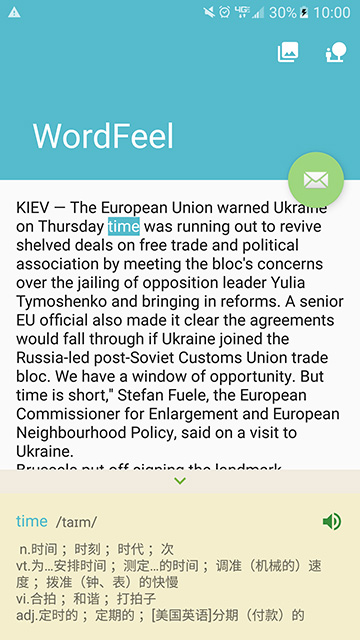 4G 30% 10:00
WordFeel
KIEV — The European Union warned Ukraine
on Thursday time was running out to revive
shelved deals on free trade and political
association by meeting the bloc's concerns
over the jailing of opposition leader Yulia
Tymoshenko and bringing in reforms. A senior
EU official also made it clear the agreements
would fall through if Ukraine joined the
Russia-led post-Soviet Customs Union trade
bloc. We have a window of opportunity. But
time is short," Stefan Fuele, the European
Commissioner for Enlargement and European
Neighbourhood Policy, said on a visit to
Ukraine.
Brussels put off signing the landmark
time /taɪm/
n.时间； 时刻； 时代； 次
vt.为…安排时间； 测定…的时间； 调准（机械的）速
度； 拨准（钟、表）的快慢
vi.合拍； 和谐； 打拍子
adj.定时的； 定期的； [美国英语]分期（付款）的